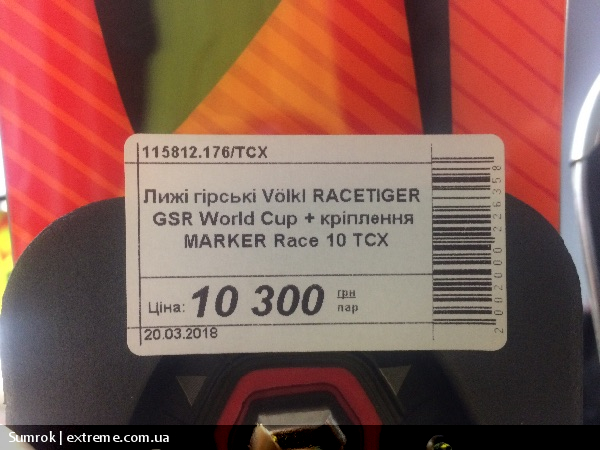 115812.176/TCX
Лижі гірські Völkl RACETIGER
GSR World Cup + кріплення
MARKER Race 10 TCX
Ціна: 10 300 грн
пар
20.03.2018
2002000226358
Sumrok | extreme.com.ua